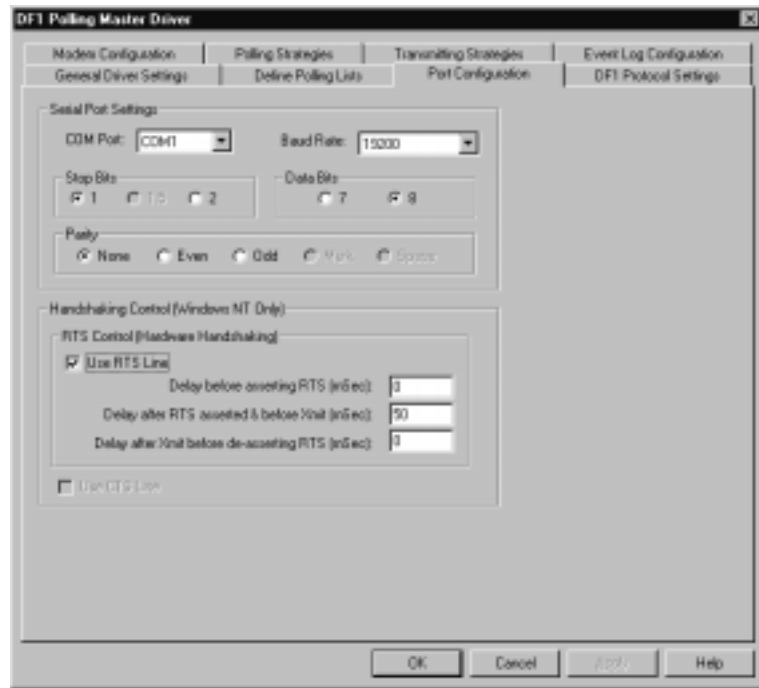 DF1 Polling Master Driver
Modem Configuration Polling Strategies Transmitting Strategies Event Log Configuration
General Driver Settings Define Polling Lists Port Configuration DF1 Protocol Settings
Serial Port Settings
COM Port: COM1 Baud Rate: 19200
Stop Bits Data Bits
1 1.5 2 7 8
Parity
None Even Odd Mark Space
Handshaking Control (Windows NT Only)
RTS Control (Hardware Handshaking)
Use RTS Line
Delay before asserting RTS (mSec): 0
Delay after RTS asserted & before Xmit (mSec): 50
Delay after Xmit before de-asserting RTS (mSec): 0
Use CTS Line
OK Cancel Apply Help